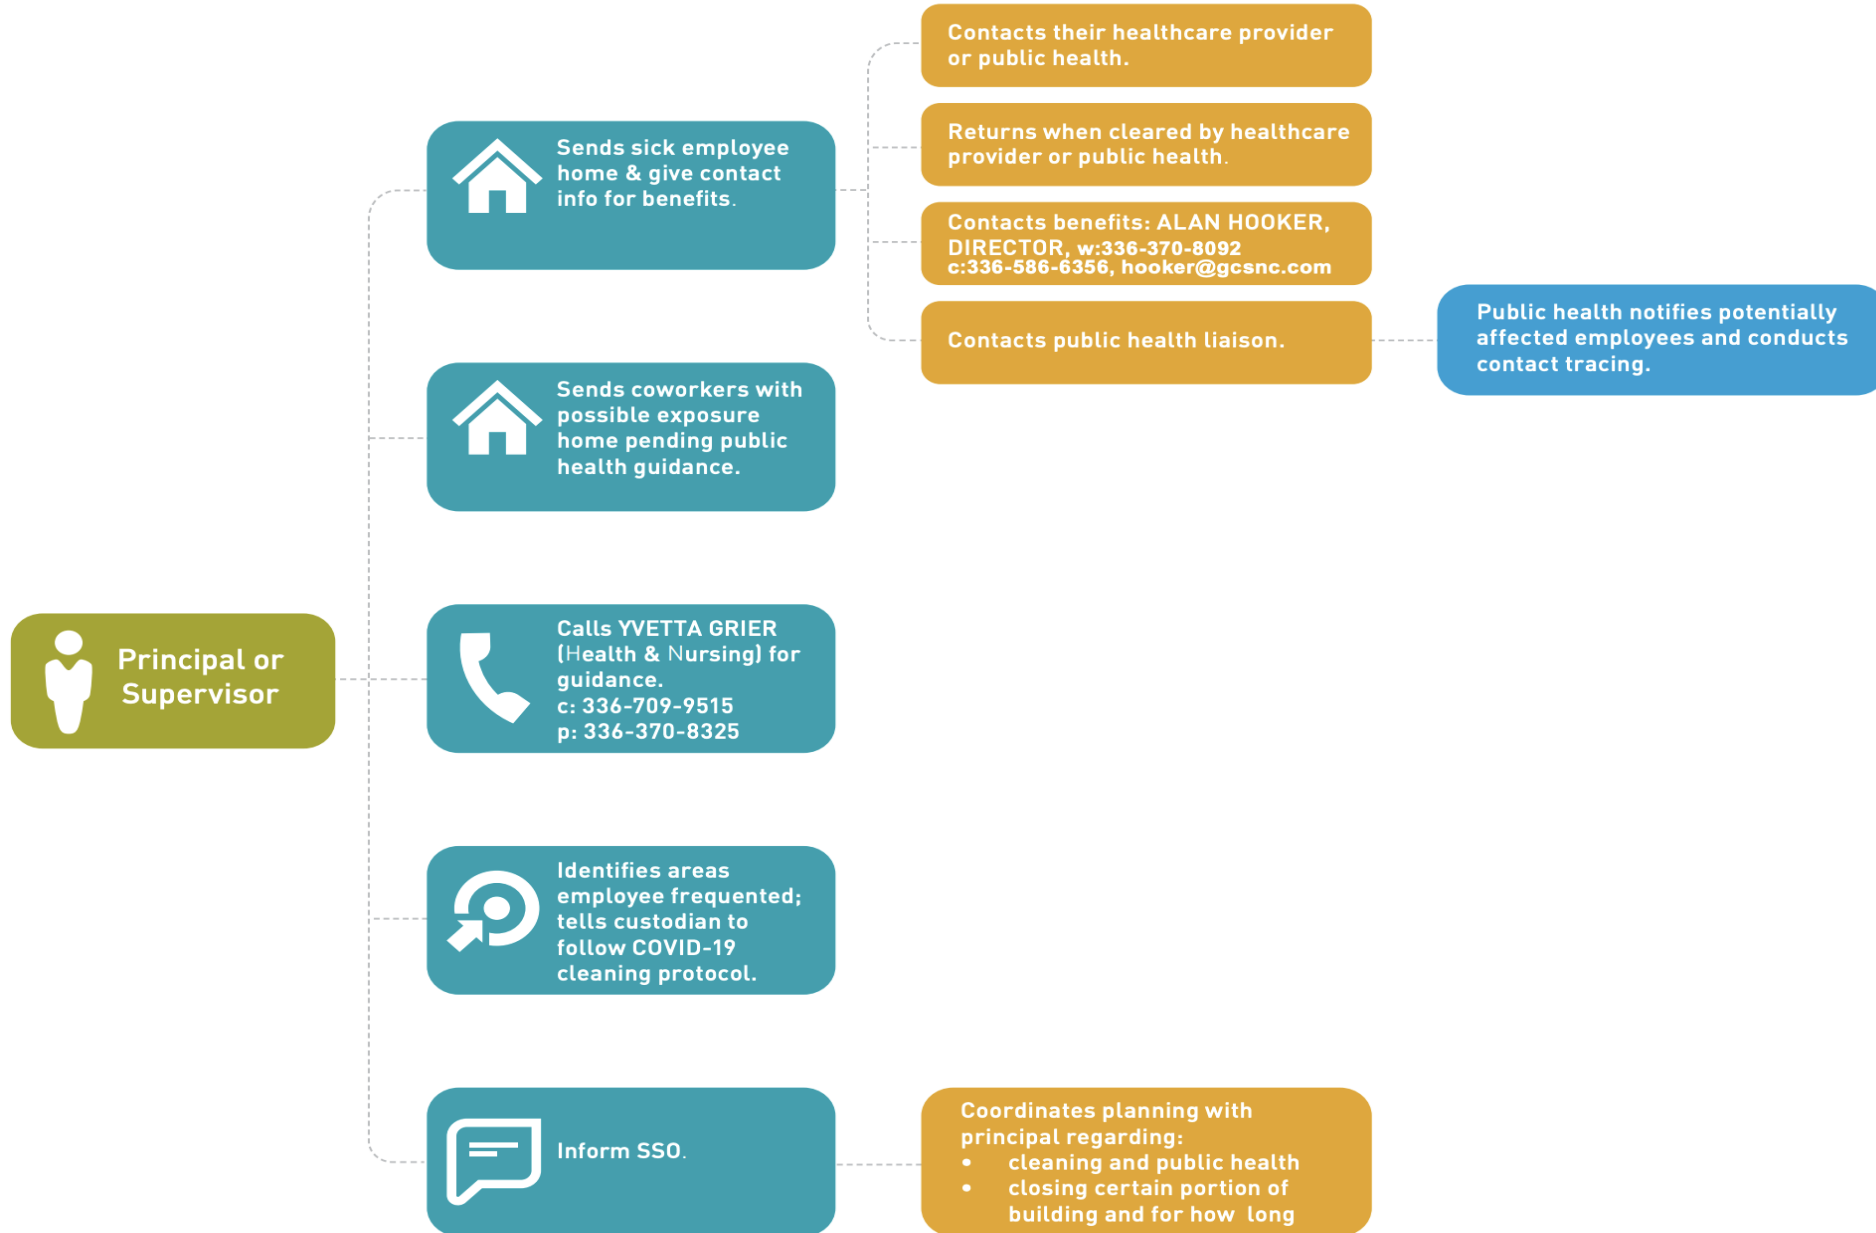 Principal or
Supervisor
Sends sick employee
home & give contact
info for benefits.
Contacts their healthcare provider
or public health.
Returns when cleared by healthcare
provider or public health.
Contacts benefits: ALAN HOOKER,
DIRECTOR, w:336-370-8092
c:336-586-6356, hooker@gcsnc.com
Contacts public health liaison.
Public health notifies potentially
affected employees and conducts
contact tracing.
Sends coworkers with
possible exposure
home pending public
health guidance.
Calls YVETTA GRIER
(Health & Nursing) for
guidance.
c: 336-709-9515
p: 336-370-8325
Identifies areas
employee frequented;
tells custodian to
follow COVID-19
cleaning protocol.
Inform SSO.
Coordinates planning with
principal regarding:
• cleaning and public health
• closing certain portion of
building and for how long